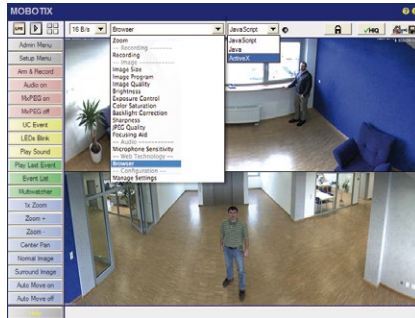 MOBOTIX
LIVE
16 B/s
Browser
JavaScript
HQ
Admin Menu
Setup Menu
Arm & Record
Audio on
MxPEG on
MxPEG off
UC Event
LEDs Blink
Play Sound
Play Last Event
Event List
Multiwatcher
1x Zoom
Zoom +
Zoom -
Center Pan
Normal Image
Surround Image
Auto Move on
Auto Move off
Zoom
--- Recording ---
Recording
--- Image ---
Image Size
Image Program
Image Quality
Brightness
Exposure Control
Color Saturation
Backlight Correction
Sharpness
JPEG Quality
Focusing Aid
--- Audio ---
Microphone Sensitivity
--- Web Technology ---
Browser
--- Configuration ---
Manage Settings
JavaScript
Java
ActiveX